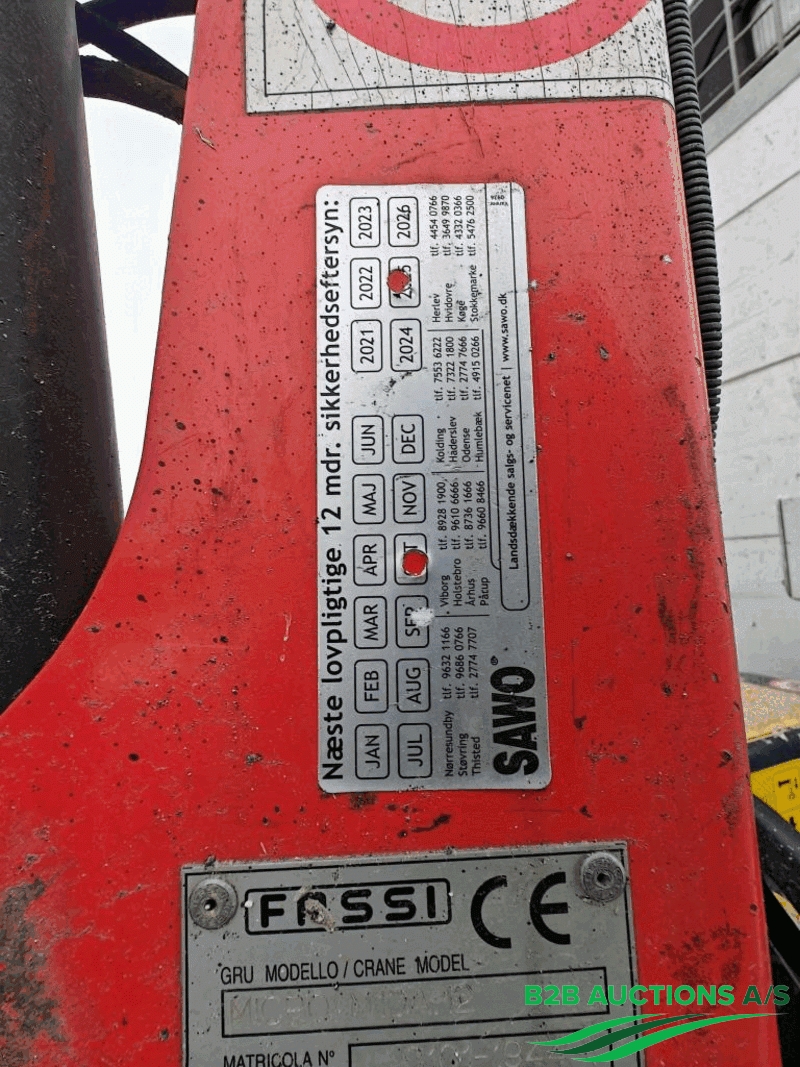 Næste lovpligtige 12 mdr. sikkerhedseftersyn:
JAN FEB MAR APR MAJ JUN 2021 2022 2023
JUL AUG SEP NOV DEC 2024 2026
Nørresundby tlf. 9632 1166
Støvring tlf. 9686 0766
Thisted tlf. 2774 7707
Viborg tlf. 8928 1900
Holstebro tlf. 9610 6666
Århus tlf. 8736 1666
Pårup tlf. 9660 8466
Kolding tlf. 7553 6222
Haderslev tlf. 7322 1800
Odense tlf. 2774 7666
Humlebæk tlf. 4915 0266
Herlev tlf. 4454 0766
Hvidovre tlf. 3649 9870
Køge tlf. 4332 0366
Stokkemarke tlf. 5476 2500
SAWO®
Landsdækkende salgs- og servicenet | www.sawo.dk
FASSI CE
GRU MODELLO / CRANE MODEL
MATRICOLA N°
B2B AUCTIONS A/S